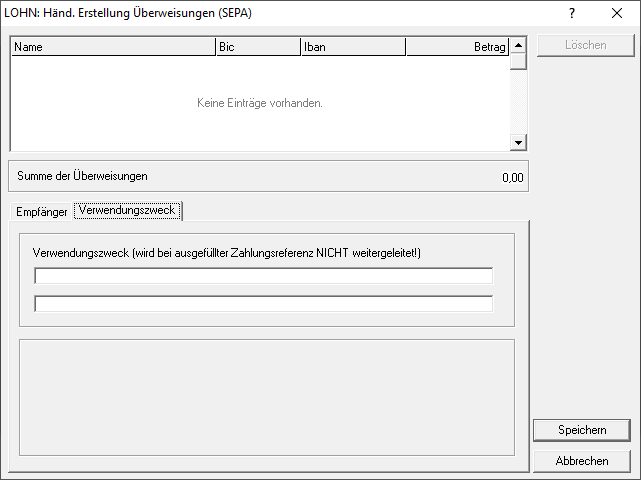 LOHN: Händ. Erstellung Überweisungen (SEPA)
?
Name Bic Iban Betrag
Löschen
Keine Einträge vorhanden.
Summe der Überweisungen 0,00
Empfänger Verwendungszweck
Verwendungszweck (wird bei ausgefüllter Zahlungsreferenz NICHT weitergeleitet!)
Speichern
Abbrechen